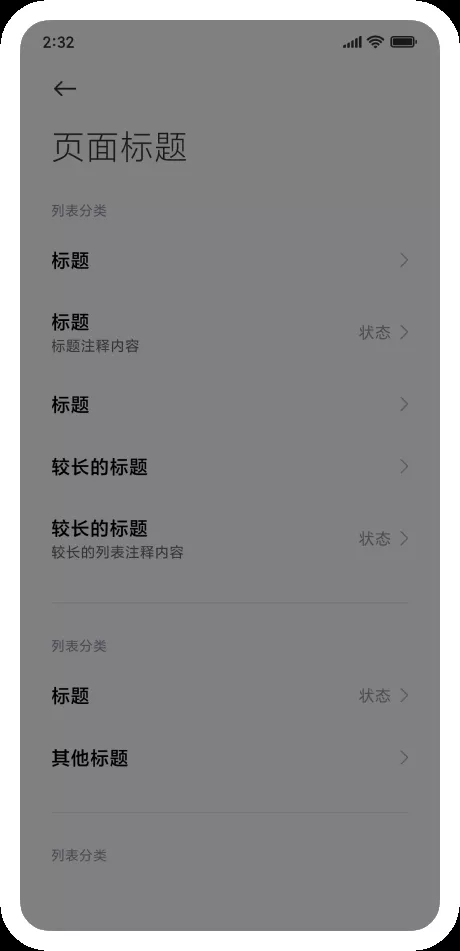 2:32
页面标题
列表分类
标题
标题
标题注释内容
状态
标题
较长的标题
较长的标题
较长的列表注释内容
状态
列表分类
标题
状态
其他标题
列表分类